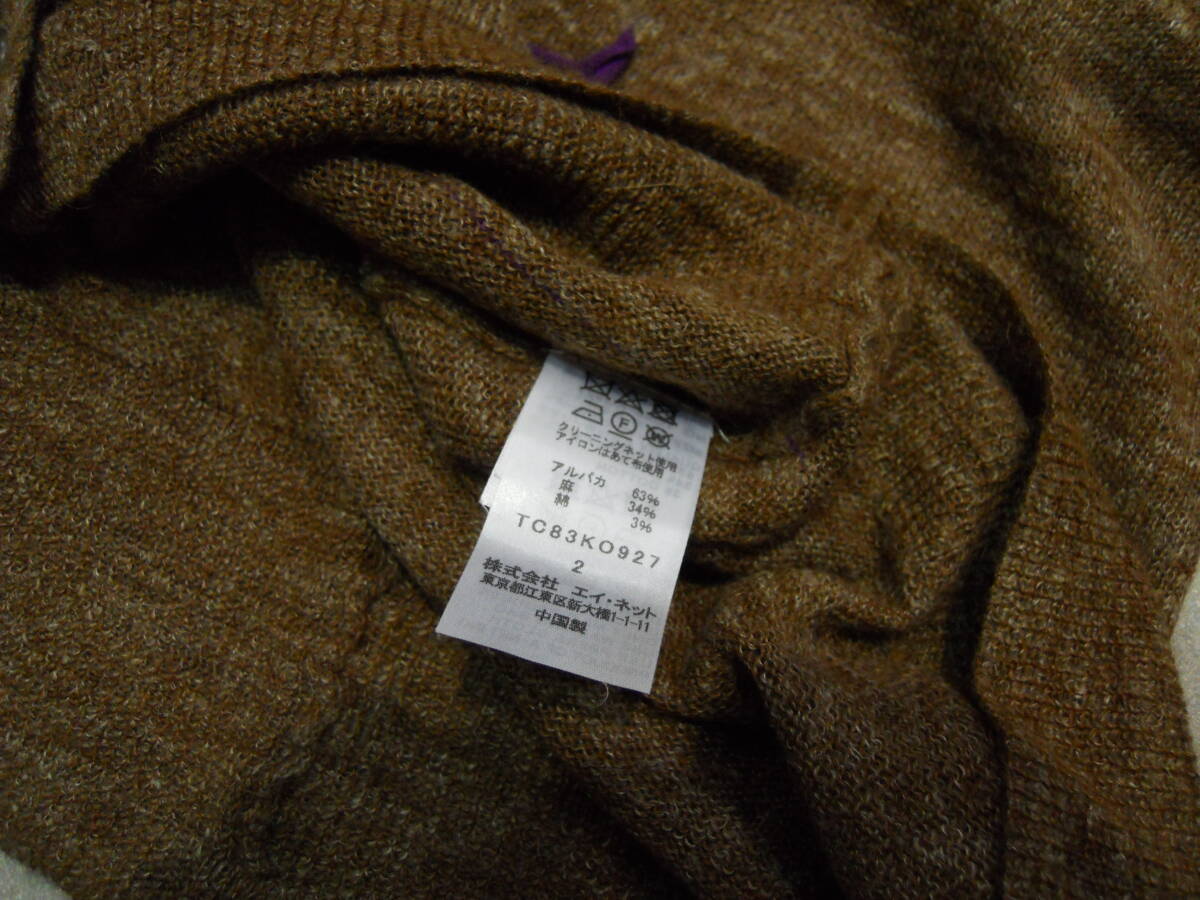 P W
クリーニングネット使用
アイロンはあて布使用
アルパカ 63%
麻 34%
綿 3%
TC83KO927
2
株式会社 エイ・ネット
東京都江東区新大橋1-1-11
中国製